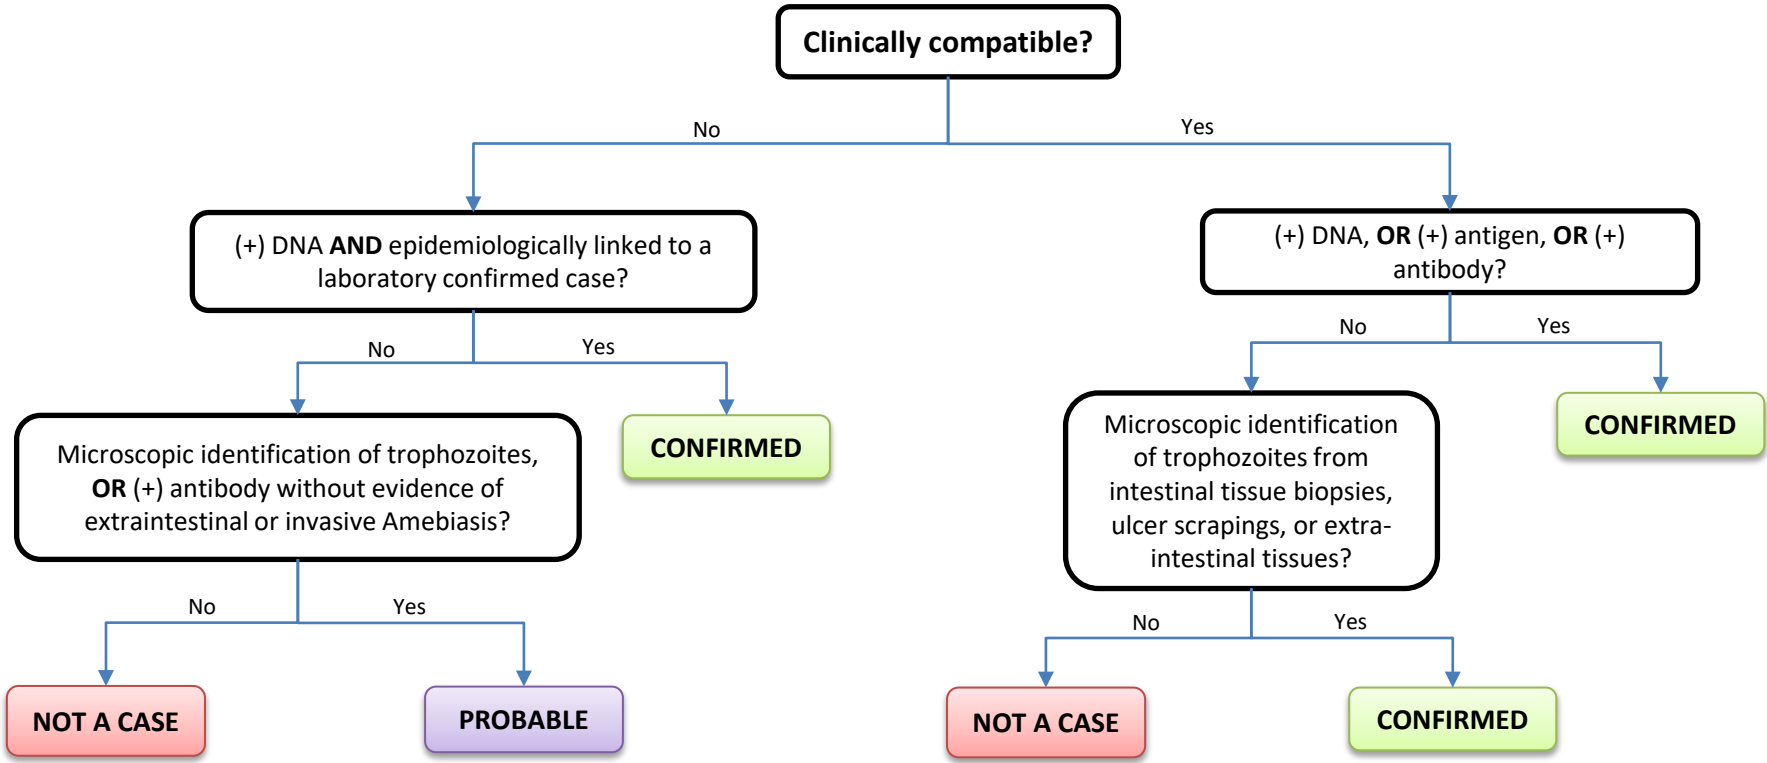 Clinically compatible?
No
Yes
(+) DNA AND epidemiologically linked to a
laboratory confirmed case?
(+) DNA, OR (+) antigen, OR (+)
antibody?
No
Yes
No
Yes
Microscopic identification of trophozoites,
OR (+) antibody without evidence of
extraintestinal or invasive Amebiasis?
CONFIRMED
Microscopic identification
of trophozoites from
intestinal tissue biopsies,
ulcer scrapings, or extra-
intestinal tissues?
CONFIRMED
No
Yes
No
Yes
NOT A CASE
PROBABLE
NOT A CASE
CONFIRMED